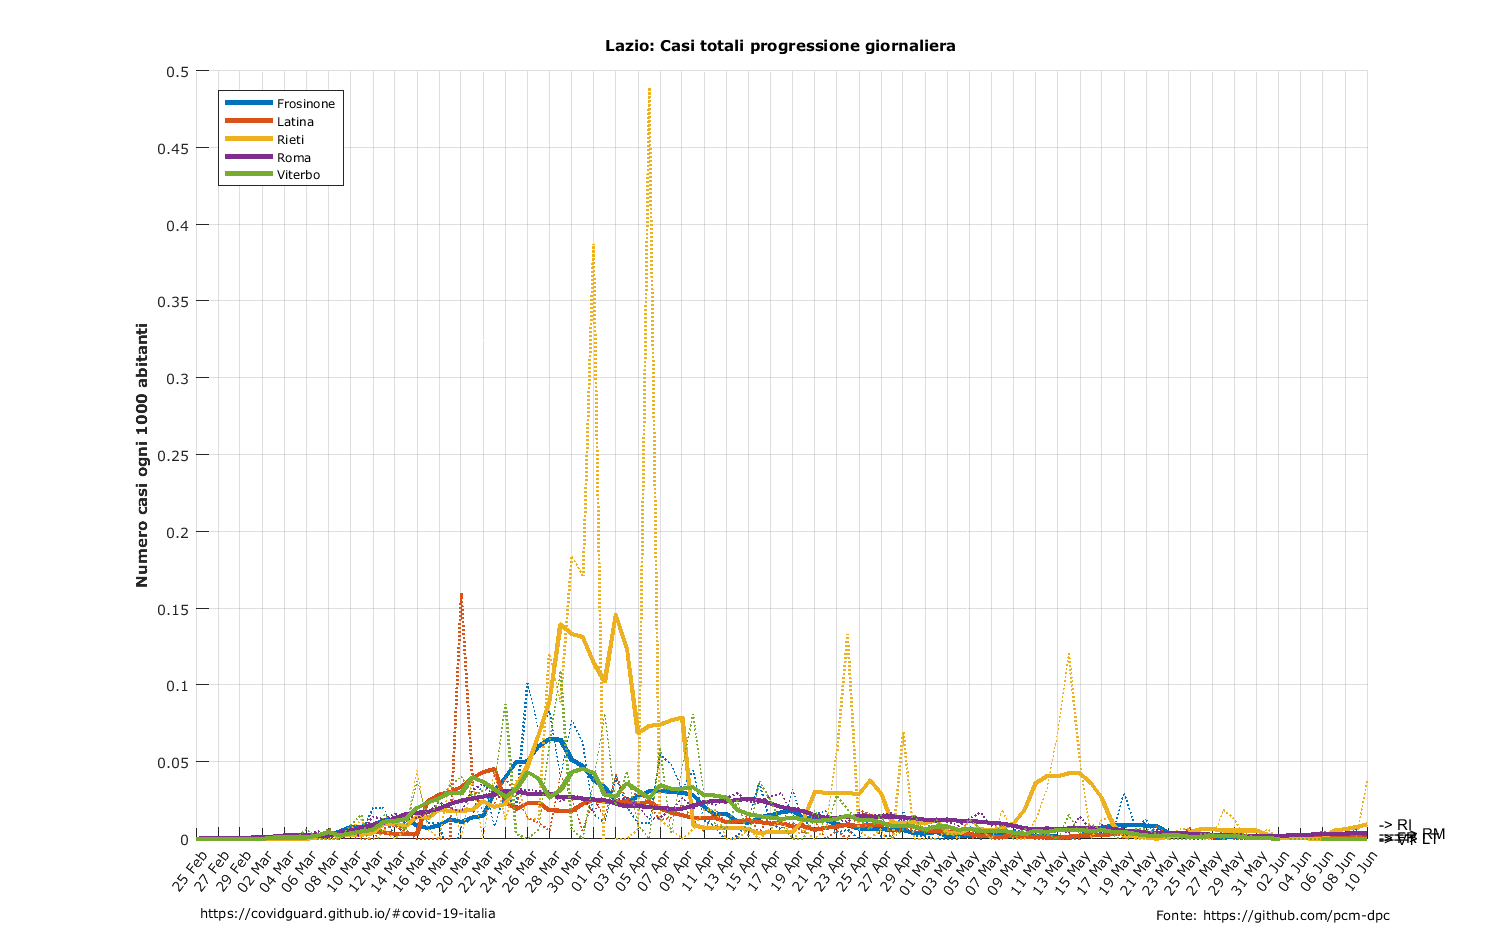 Lazio: Casi totali progressione giornaliera
Numero casi ogni 1000 abitanti
0.5
0.45
0.4
0.35
0.3
0.25
0.2
0.15
0.1
0.05
0
Frosinone
Latina
Rieti
Roma
Viterbo
-> RI
-> RM
25 Feb
27 Feb
29 Feb
02 Mar
04 Mar
06 Mar
08 Mar
10 Mar
12 Mar
14 Mar
16 Mar
18 Mar
20 Mar
22 Mar
24 Mar
26 Mar
28 Mar
30 Mar
01 Apr
03 Apr
05 Apr
07 Apr
09 Apr
11 Apr
13 Apr
15 Apr
17 Apr
19 Apr
21 Apr
23 Apr
25 Apr
27 Apr
29 Apr
01 May
03 May
05 May
07 May
09 May
11 May
13 May
15 May
17 May
19 May
21 May
23 May
25 May
27 May
29 May
31 May
02 Jun
04 Jun
06 Jun
08 Jun
10 Jun
https://covidguard.github.io/#covid-19-italia
Fonte: https://github.com/pcm-dpc